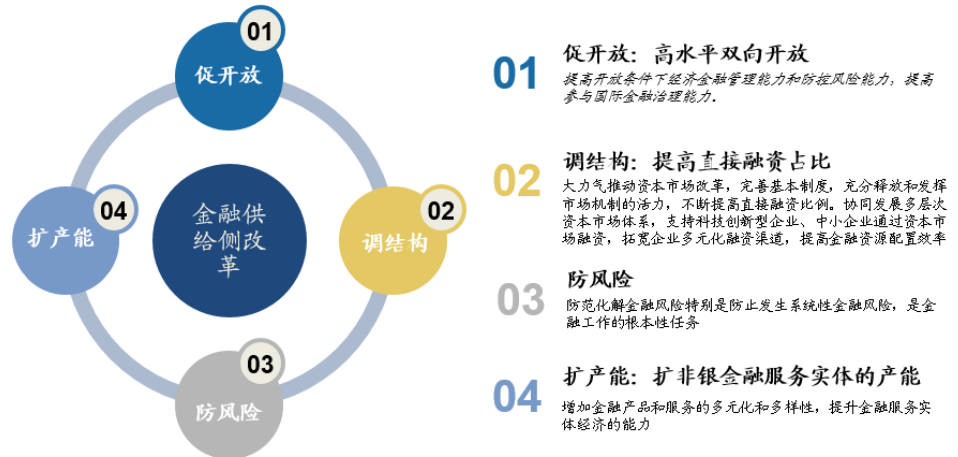 01
促开放
04
扩产能
金融供
给侧改
革
02
调结构
03
防风险
01
促开放：高水平双向开放
提高开放条件下经济金融管理能力和防控风险能力，提高
参与国际金融治理能力.
02
调结构：提高直接融资占比
大力气推动资本市场改革，完善基本制度，充分释放和发挥
市场机制的活力，不断提高直接融资比例。协同发展多层次
资本市场体系，支持科技创新型企业、中小企业通过资本市
场融资，拓宽企业多元化融资渠道，提高金融资源配置效率
03
防风险
防范化解金融风险特别是防止发生系统性金融风险，是金
融工作的根本性任务
04
扩产能：扩非银金融服务实体的产能
增加金融产品和服务的多元化和多样性，提升金融服务实
体经济的能力